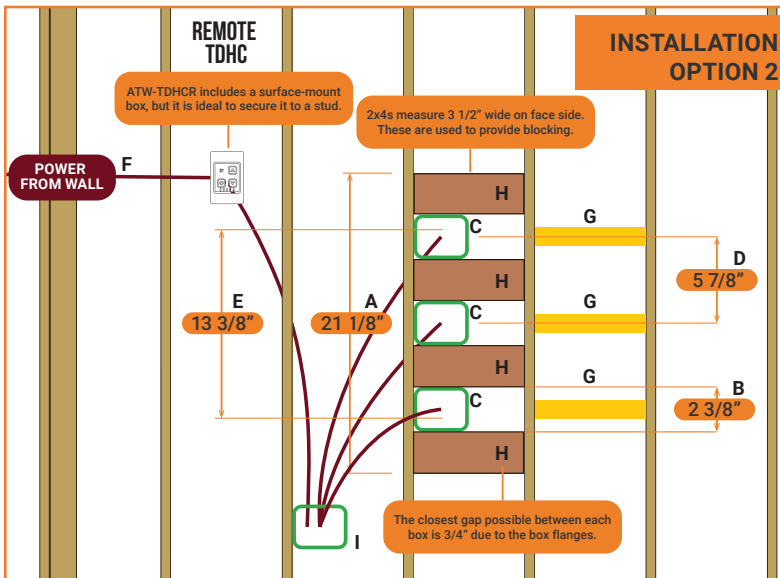 REMOTE
TDHC
INSTALLATION
OPTION 2
ATW-TDHCR includes a surface-mount
box, but it is ideal to secure it to a stud.
2x4s measure 3 1/2” wide on face side.
These are used to provide blocking.
POWER
FROM WALL
F
H
C
G
D
5 7/8”
H
E
13 3/8”
A
21 1/8”
C
G
H
G
B
2 3/8”
C
H
The closest gap possible between each
box is 3/4” due to the box flanges.
I